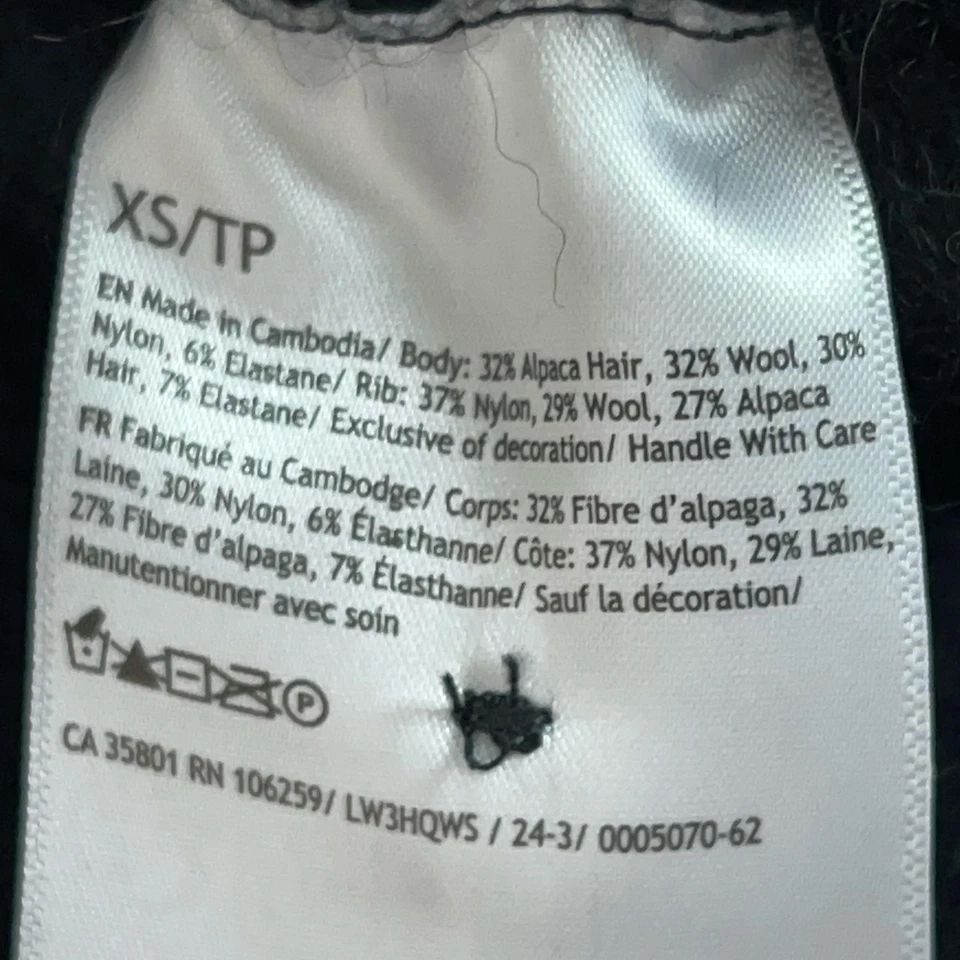 XS/TP
EN Made in Cambodia/ Body: 32% Alpaca Hair, 32% Wool, 30%
Nylon, 6% Elastane/ Rib: 37% Nylon, 29% Wool, 27% Alpaca
Hair, 7% Elastane/ Exclusive of decoration/ Handle With Care
FR Fabriqué au Cambodge/ Corps: 32% Fibre d'alpaga, 32%
Laine, 30% Nylon, 6% Élasthanne/ Côte: 37% Nylon, 29% Laine,
27% Fibre d'alpaga, 7% Élasthanne/ Sauf la décoration/
Manutentionner avec soin
P
CA 35801 RN 106259/ LW3HQWS / 24-3/ 0005070-62